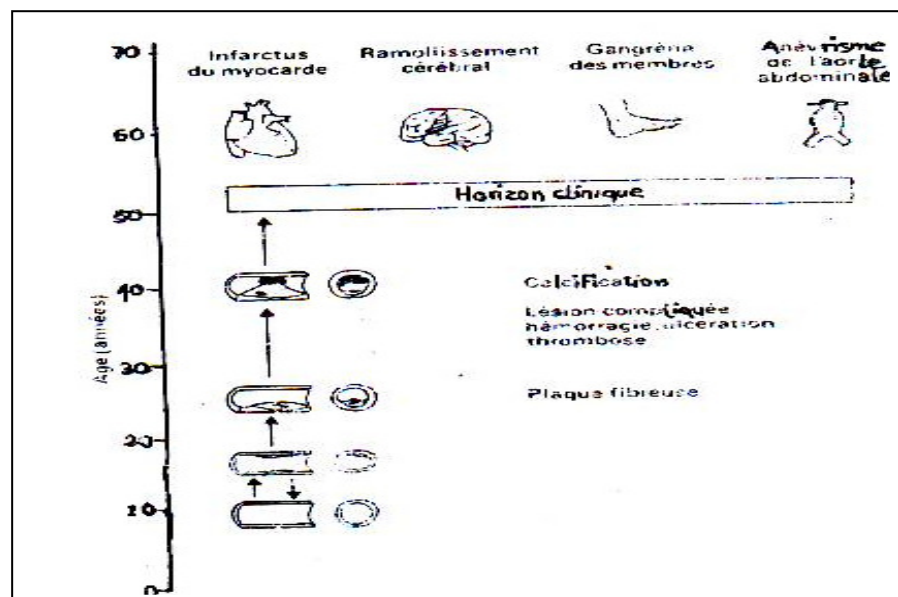 70
Infarctus
du myocarde
Ramollissement
cérébral
Gangrène
des membres
Anévrisme
de l'aorte
abdominale
60
Horizon clinique
50
40
Calcification
Lésion compliquée
hémorragie, ulcération
thrombose
30
Plaque fibreuse
20
10
0
Age (années)